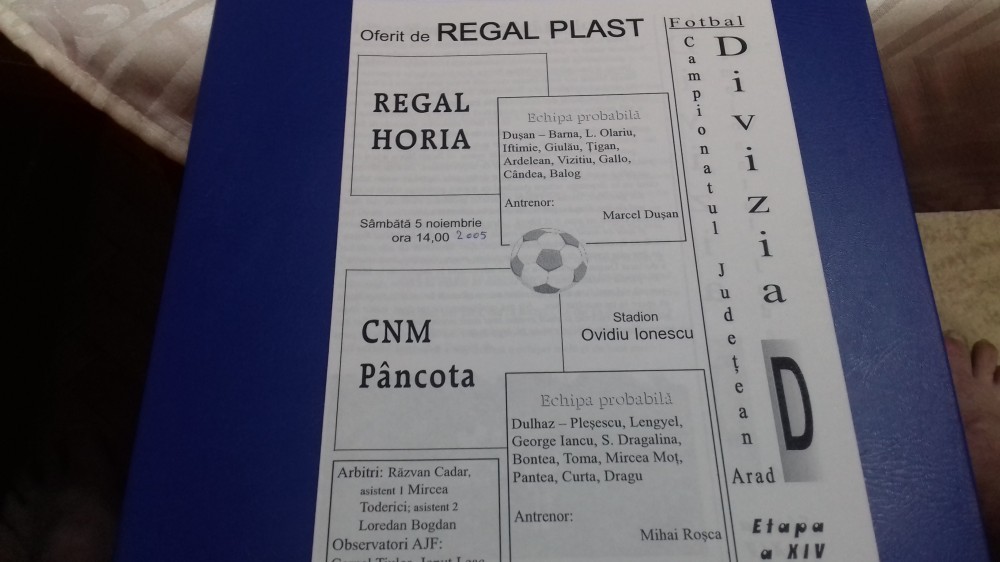 Oferit de REGAL PLAST
REGAL
HORIA
Echipa probabilă
Dușan – Barna, L. Olariu,
Iftimie, Giulău, Țigan,
Ardelean, Vizitiu, Gallo,
Cândea, Balog
Antrenor:
Marcel Dușan
Sâmbătă 5 noiembrie
ora 14,00 2005
Stadion
Ovidiu Ionescu
CNM
Pâncota
Echipa probabilă
Dulhaz – Pleșescu, Lengyel,
George Iancu, S. Dragalina,
Bontea, Toma, Mircea Moț,
Pantea, Curta, Dragu
Antrenor:
Mihai Roșca
Arbitri: Răzvan Cadar,
asistent 1 Mircea
Toderici; asistent 2
Loredan Bogdan
Observatori AJF:
Fotbal
Campionatul Județean
Divizia
D
Arad
Etapa
a XIV